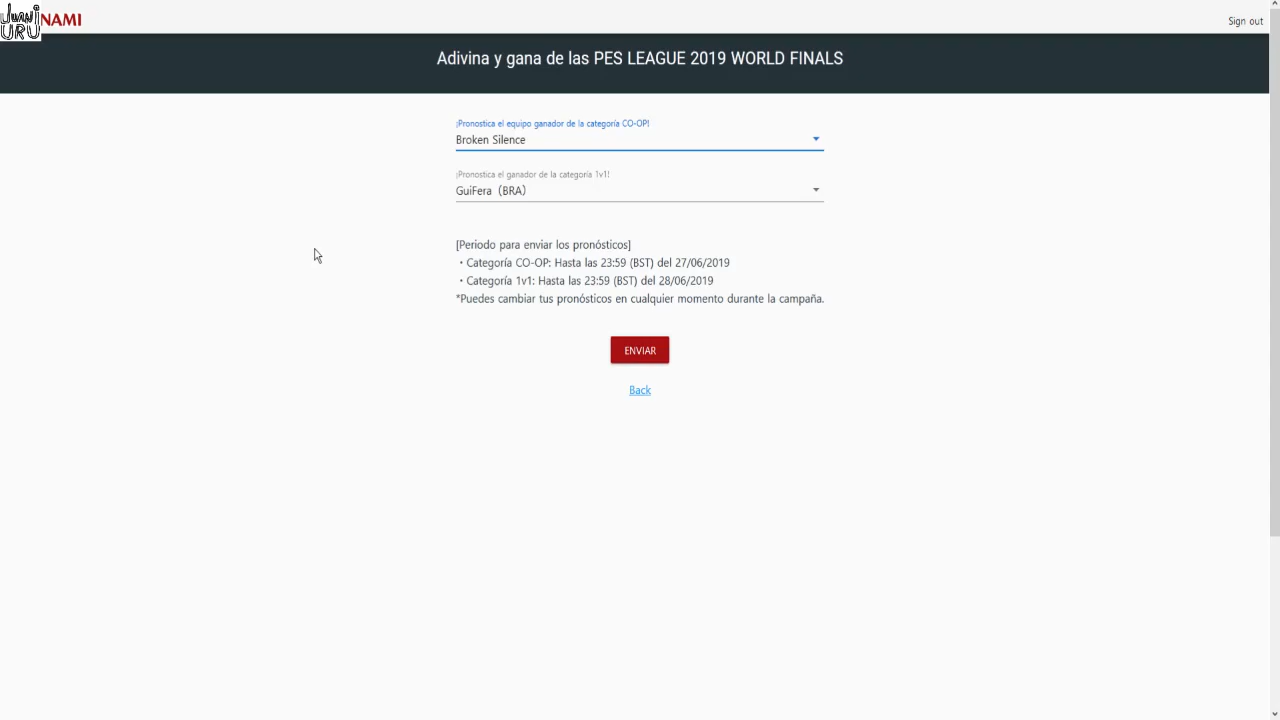 Juani
URU
NAMI
Sign out
Adivina y gana de las PES LEAGUE 2019 WORLD FINALS
¡Pronostica el equipo ganador de la categoría CO-OP!
Broken Silence
¡Pronostica el ganador de la categoría 1v1!
GuiFera（BRA）
[Periodo para enviar los pronósticos]
・Categoría CO-OP: Hasta las 23:59 (BST) del 27/06/2019
・Categoría 1v1: Hasta las 23:59 (BST) del 28/06/2019
*Puedes cambiar tus pronósticos en cualquier momento durante la campaña.
ENVIAR
Back